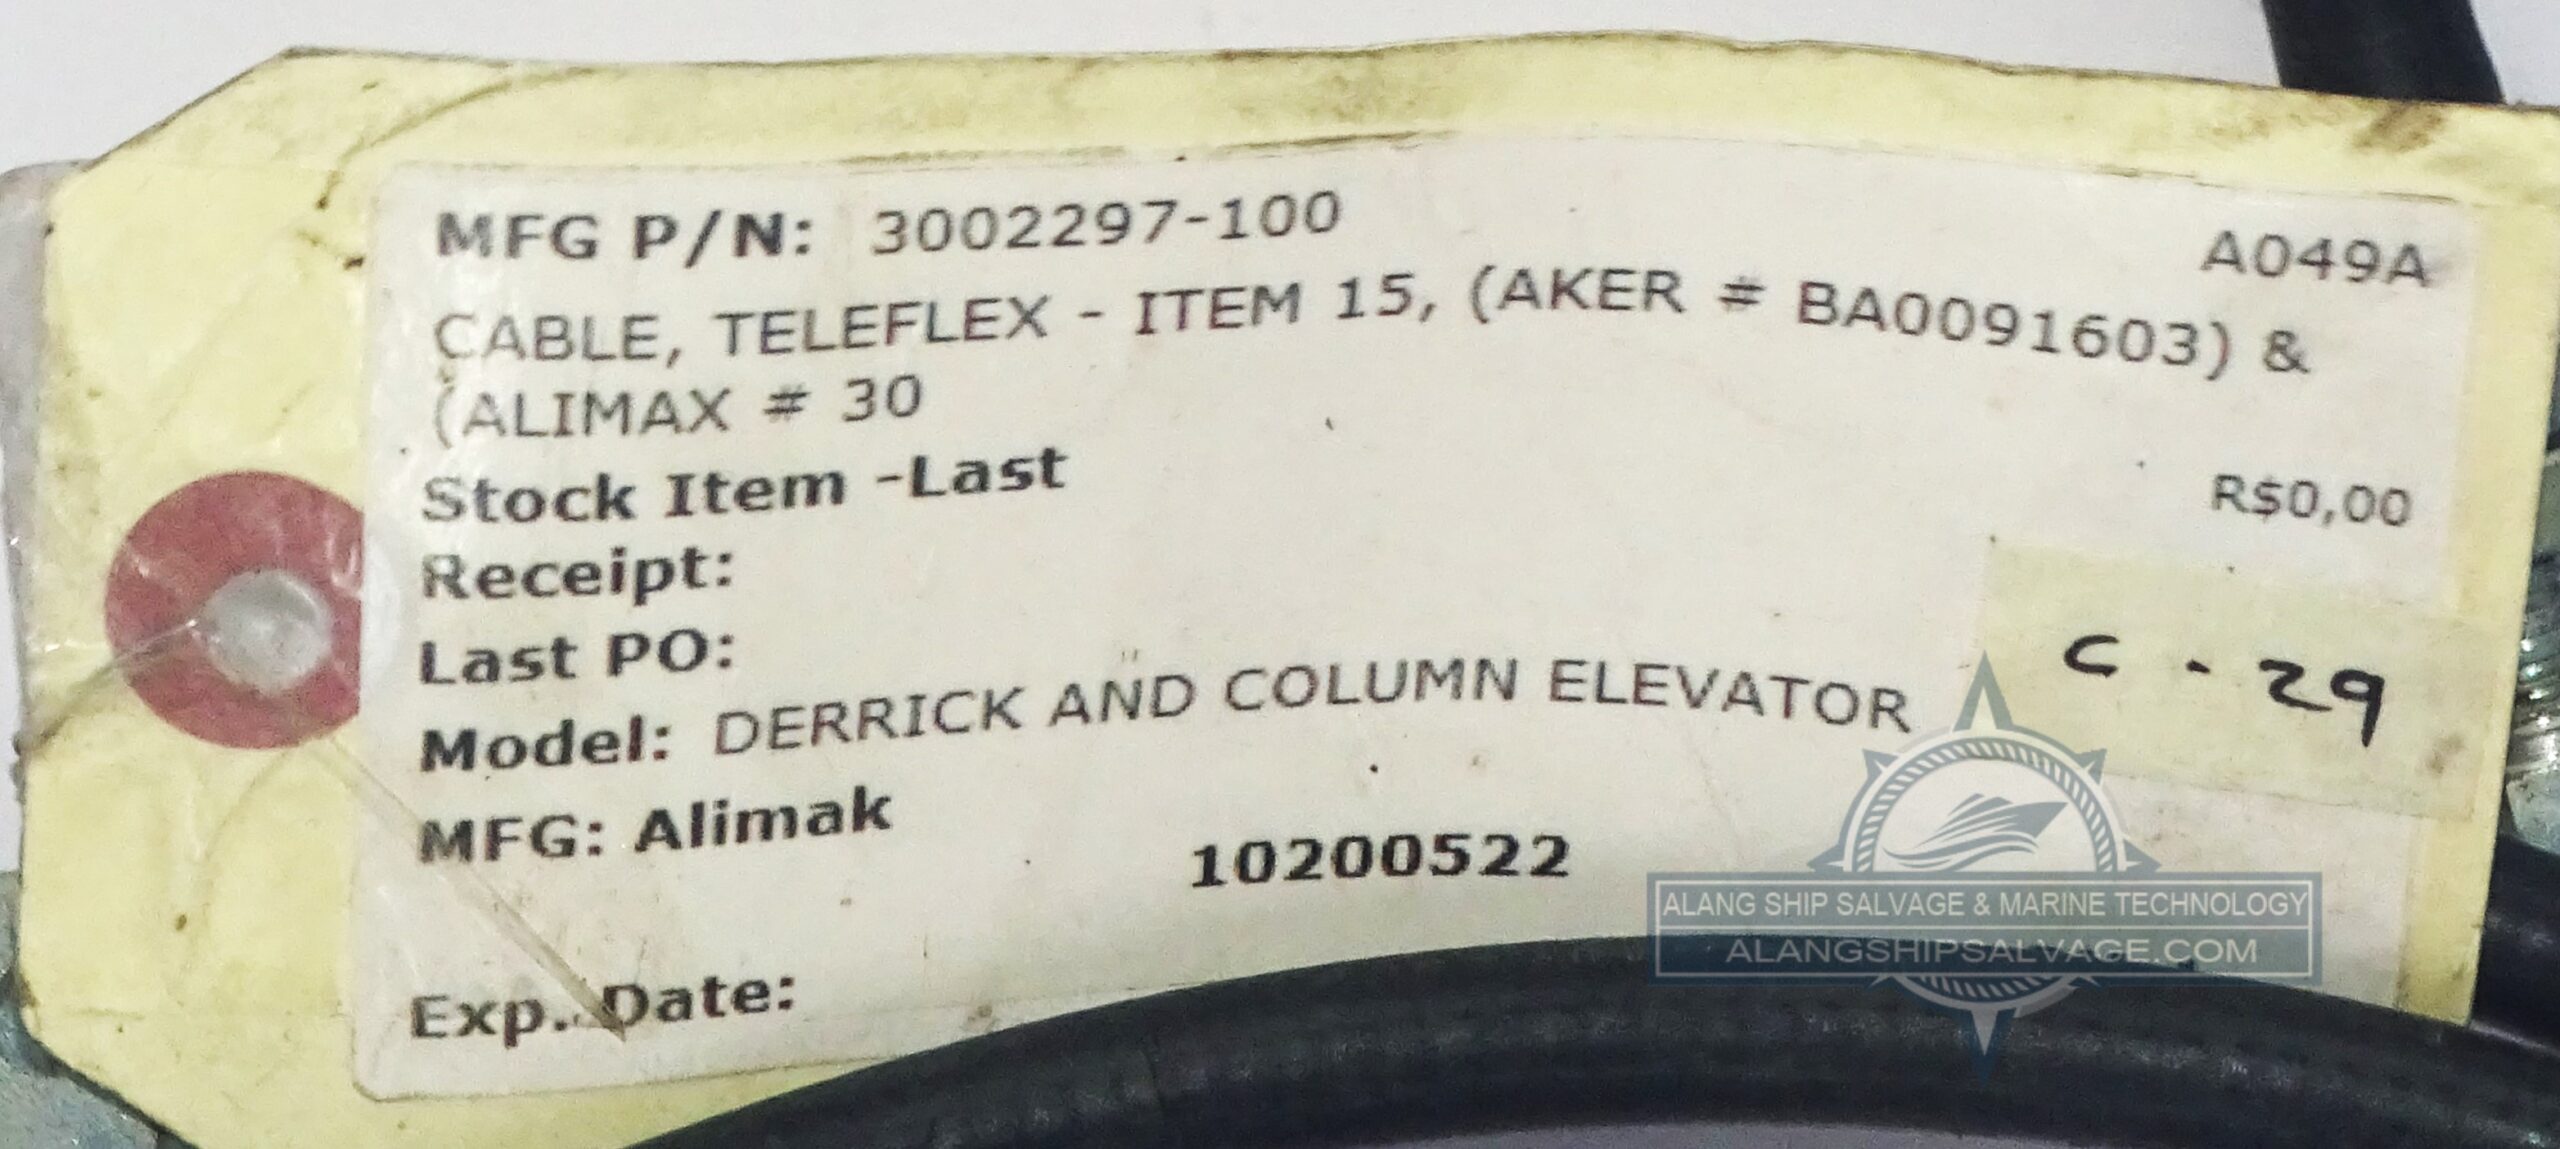 MFG P/N: 3002297-100
A049A
CABLE, TELEFLEX - ITEM 15, (AKER # BA0091603) &
(ALIMAX # 30
Stock Item -Last
R$0,00
Receipt:
Last PO:
C - 29
Model: DERRICK AND COLUMN ELEVATOR
MFG: Alimak
10200522
ALANG SHIP SALVAGE & MARINE TECHNOLOGY
ALANGSHIPSALVAGE.COM
Exp. Date: